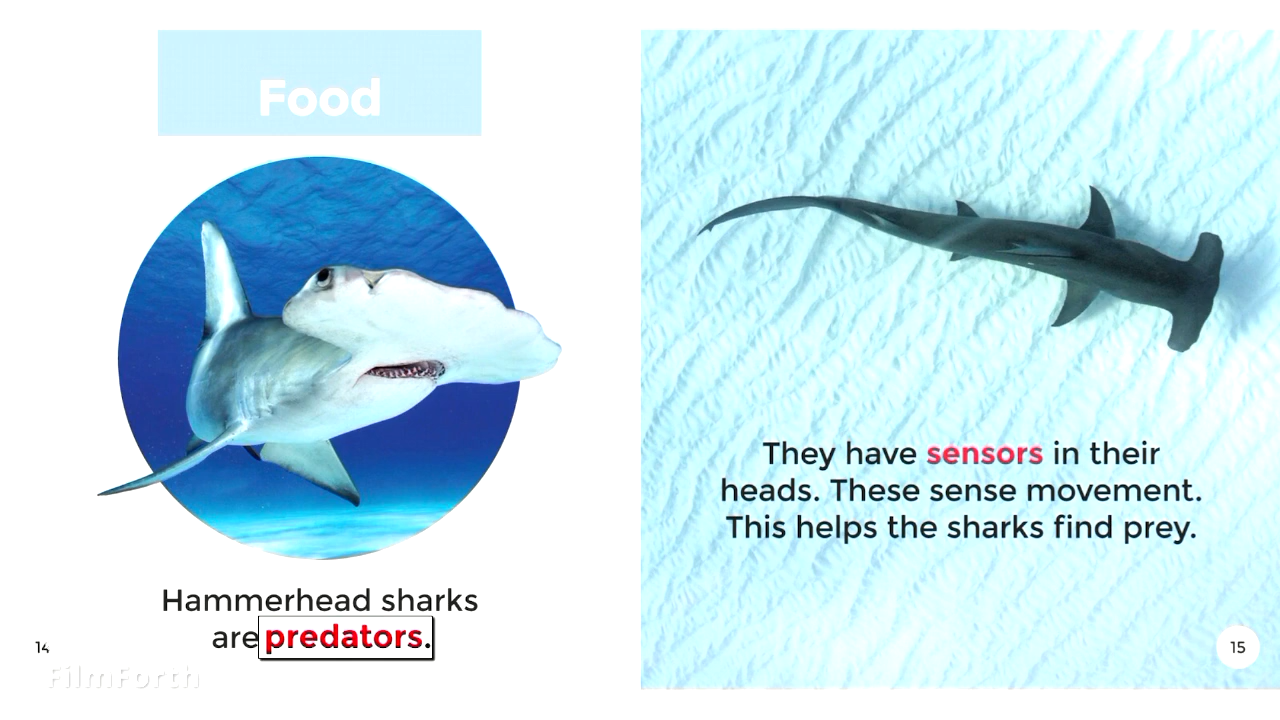 Food
Hammerhead sharks
are predators.
14
FilmForth
They have sensors in their
heads. These sense movement.
This helps the sharks find prey.
15